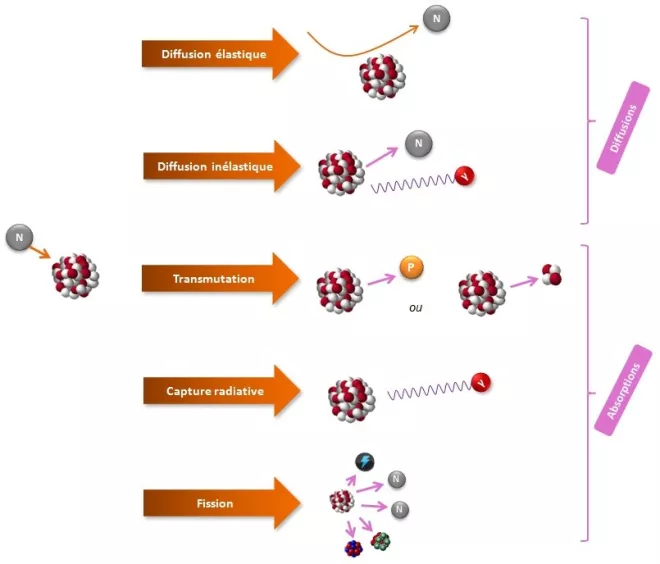 N
Diffusion élastique
N
Diffusion inélastique
N
γ
Diffusions
N
Transmutation
P
ou
Capture radiative
γ
Absorptions
Fission
N
N